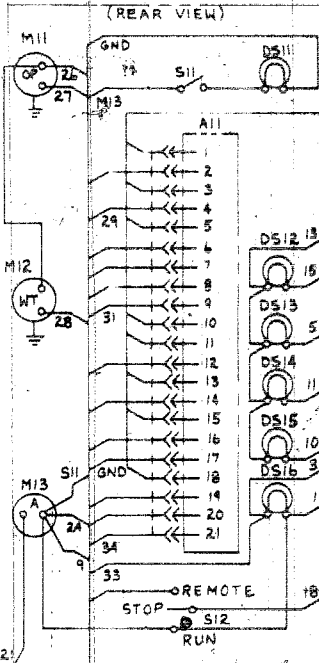 (REAR VIEW)
M11
GND
DS11
OP
26
S11
27
M13
A11
1
2
3
4
29
5
13
6
DS12
7
M12
8
15
WT
9
DS13
28
31
10
5
11
12
DS14
13
11
14
15
DS15
16
10
S11
GND
17
DS16
3
M13
18
A
19
1
24
20
34
21
9
33
REMOTE
STOP
18
S12
RUN
2